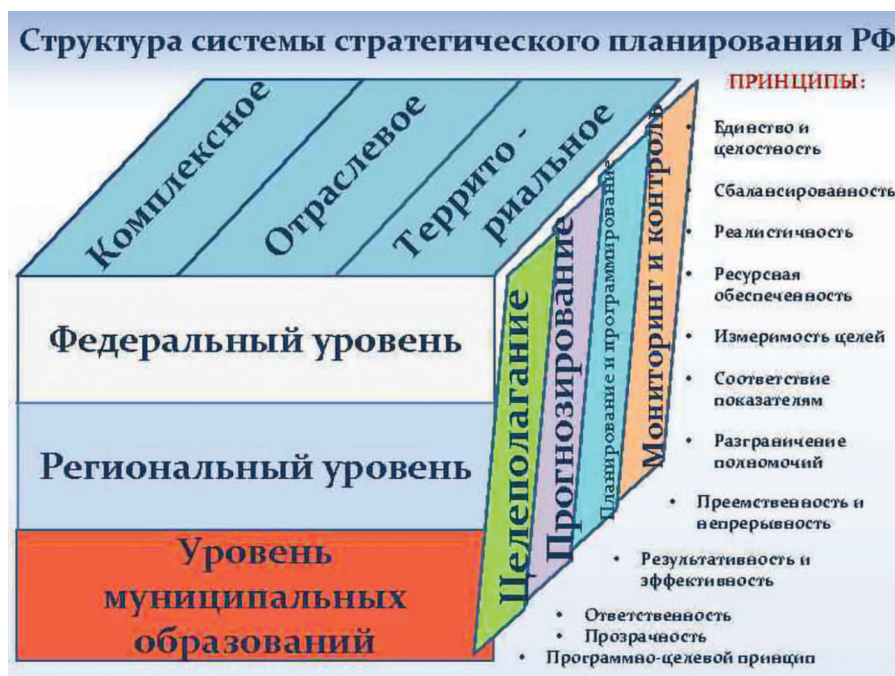 Структура системы стратегического планирования РФ
Комплексное
Отраслевое
Террито -
риальное
Федеральный уровень
Региональный уровень
Уровень
муниципальных
образований
Целеполагание
Прогнозирование
Планирование и программирование
Мониторинг и контроль
ПРИНЦИПЫ:
• Единство и
целостность
• Сбалансированность
• Реалистичность
• Ресурсная
обеспеченность
• Измеримость целей
• Соответствие
показателям
• Разграничение
полномочий
• Преемственность и
непрерывность
• Результативность и
эффективность
• Ответственность
• Прозрачность
• Программно-целевой принцип